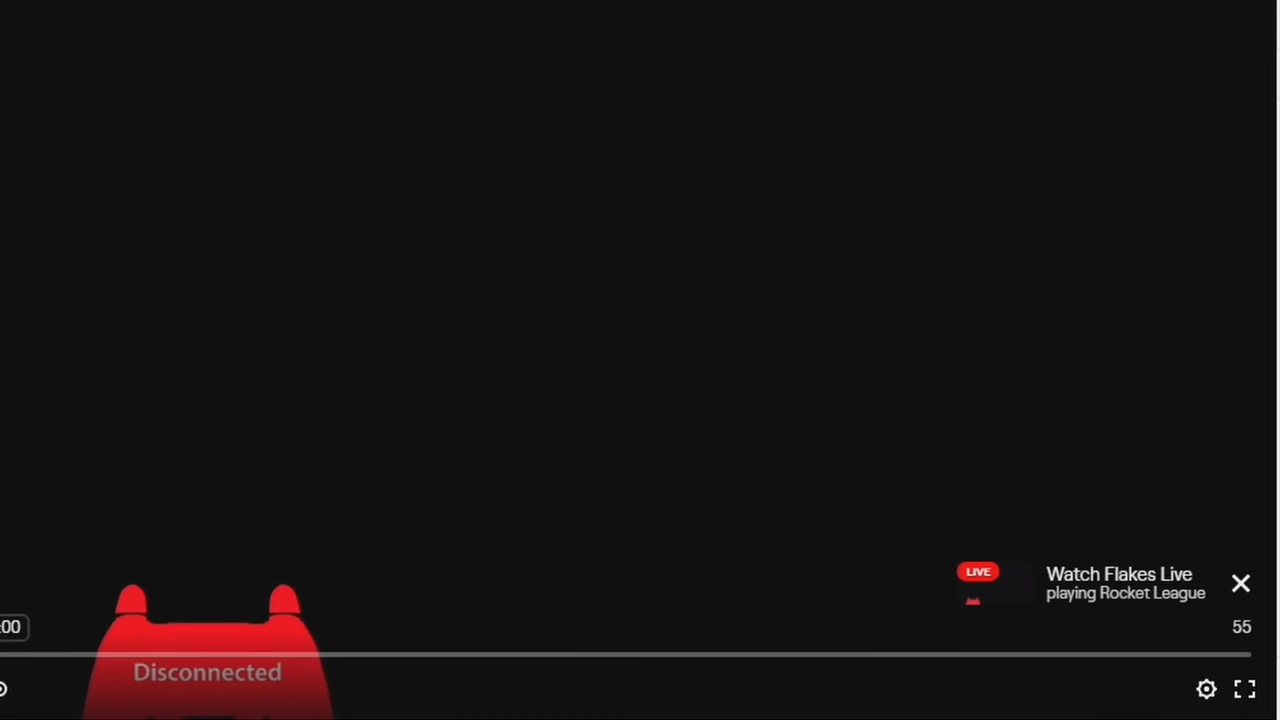 LIVE
Watch Flakes Live
playing Rocket League
:00
55
Disconnected